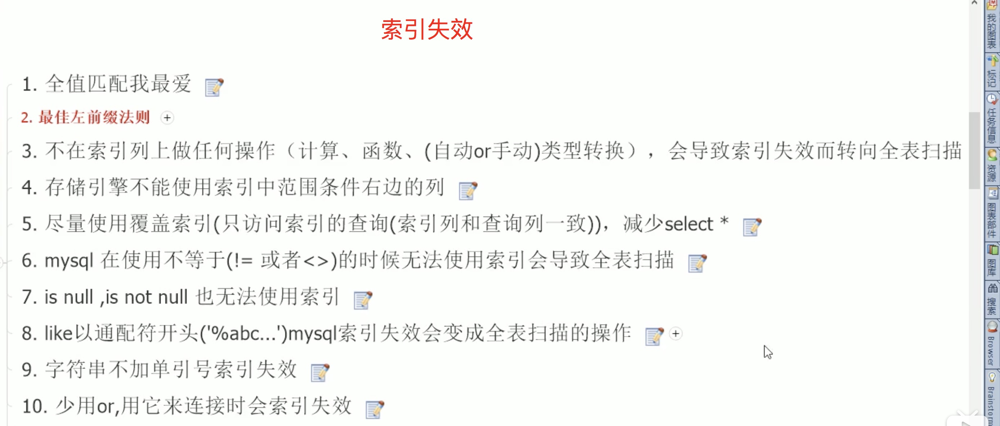 索引失效
1. 全值匹配我最爱
2. 最佳左前缀法则
3. 不在索引列上做任何操作（计算、函数、(自动or手动)类型转换），会导致索引失效而转向全表扫描
4. 存储引擎不能使用索引中范围条件右边的列
5. 尽量使用覆盖索引(只访问索引的查询(索引列和查询列一致))，减少select *
6. mysql 在使用不等于(!= 或者<>)的时候无法使用索引会导致全表扫描
7. is null ,is not null 也无法使用索引
8. like以通配符开头('%abc...')mysql索引失效会变成全表扫描的操作
9. 字符串不加单引号索引失效
10. 少用or,用它来连接时会索引失效
我的图表
标记
任务信息
资源
图表部件
图库
搜索
Browser
Brainstorm